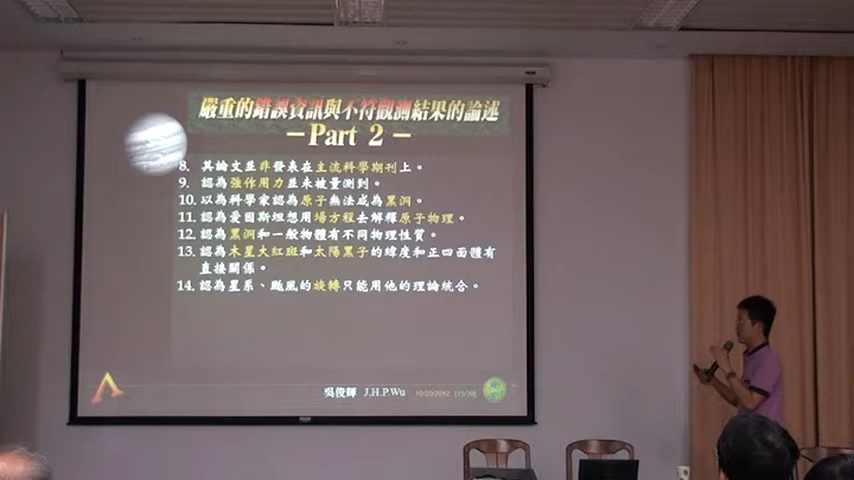 嚴重的錯誤資訊與不符觀測結果的論述
－Part 2－
8. 其論文並非發表在主流科學期刊上。
9. 認為強作用力並未被量測到。
10. 以為科學家認為原子無法成為黑洞。
11. 認為愛因斯坦想用場方程去解釋原子物理。
12. 認為黑洞和一般物體有不同物理性質。
13. 認為木星大紅斑和太陽黑子的緯度和正四面體有
直接關係。
14. 認為星系、颱風的旋轉只能用他的理論統合。
吳俊輝 J.H.P.Wu 10/20/2012 [15/39]